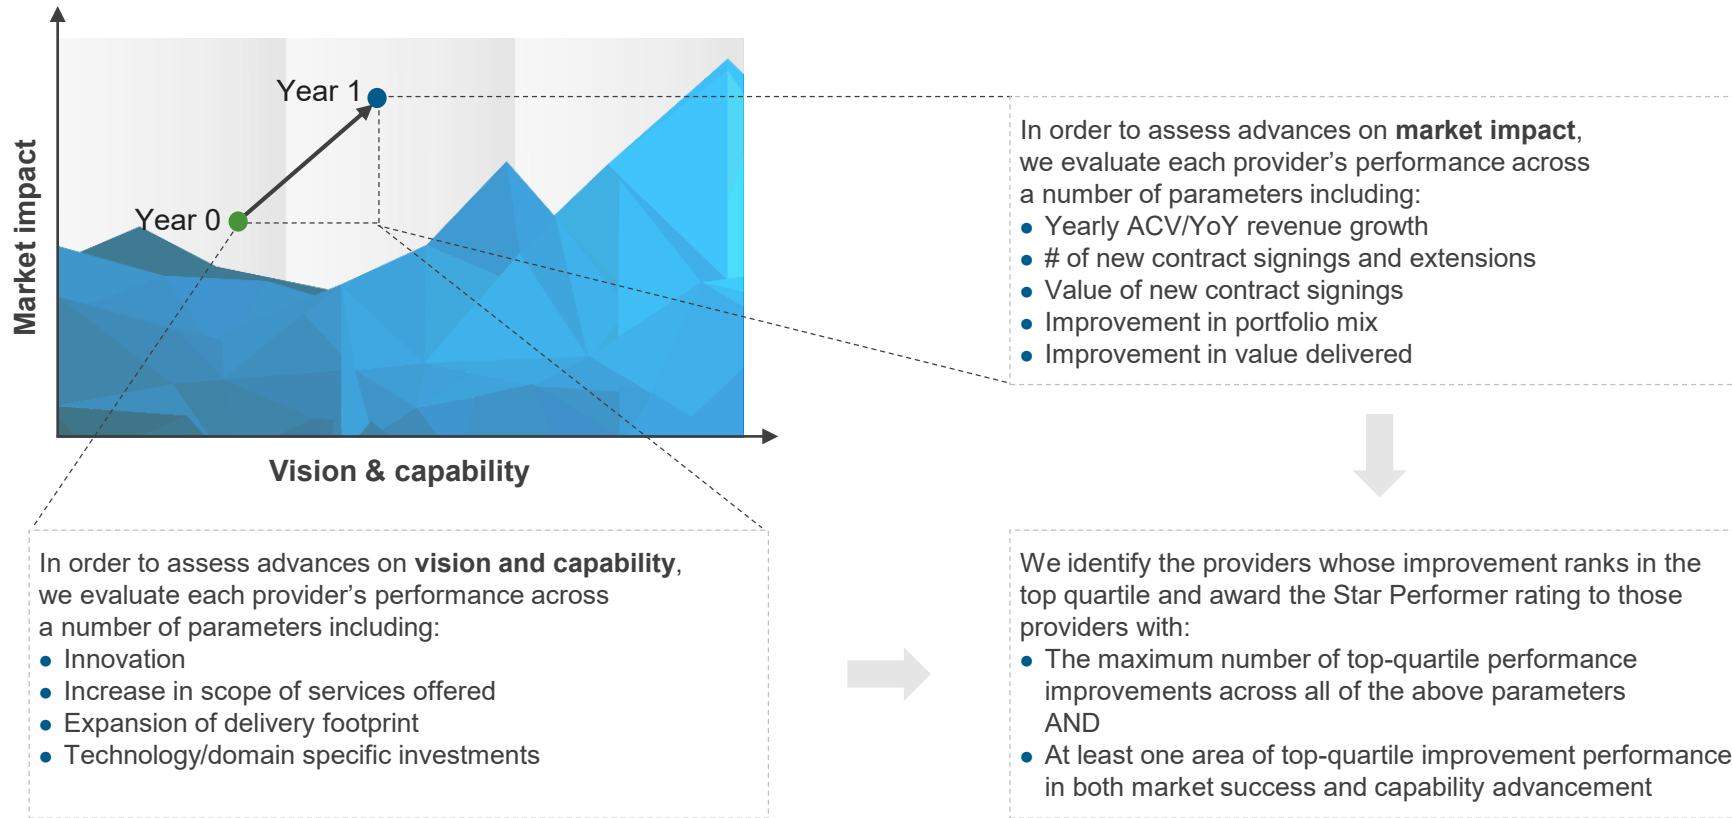 Year 1
Year 0
Market impact
Vision & capability
In order to assess advances on market impact,
we evaluate each provider’s performance across
a number of parameters including:
● Yearly ACV/YoY revenue growth
● # of new contract signings and extensions
● Value of new contract signings
● Improvement in portfolio mix
● Improvement in value delivered
In order to assess advances on vision and capability,
we evaluate each provider’s performance across
a number of parameters including:
● Innovation
● Increase in scope of services offered
● Expansion of delivery footprint
● Technology/domain specific investments
We identify the providers whose improvement ranks in the
top quartile and award the Star Performer rating to those
providers with:
● The maximum number of top-quartile performance
improvements across all of the above parameters
AND
● At least one area of top-quartile improvement performance
in both market success and capability advancement